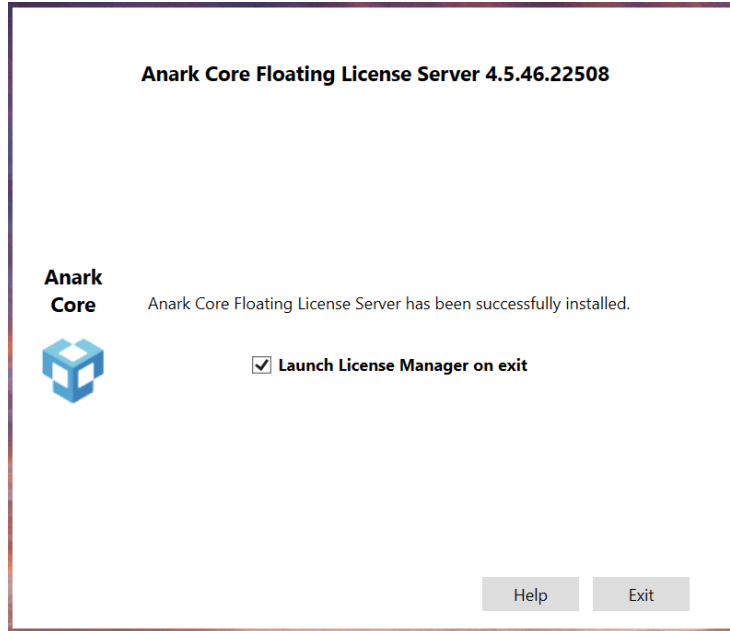 Anark Core Floating License Server 4.5.46.22508
Anark
Core
Anark Core Floating License Server has been successfully installed.
Launch License Manager on exit
Help
Exit